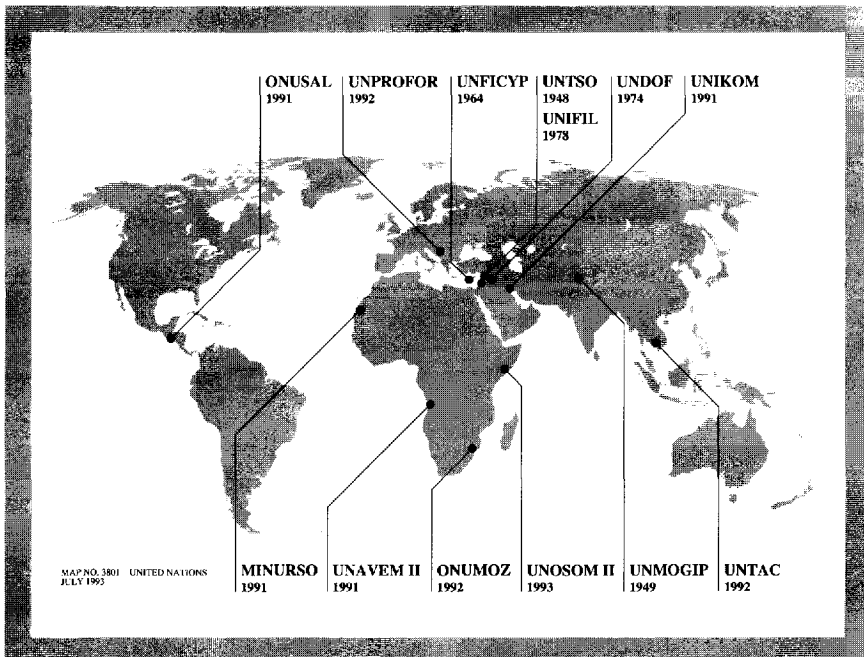 ONUSAL
1991
UNPROFOR
1992
UNFICYP
1964
UNTSO
1948
UNIFIL
1978
UNDOF
1974
UNIKOM
1991
MAP NO. 3801 UNITED NATIONS
JULY 1993
MINURSO
1991
UNAVEM II
1991
ONUMOZ
1992
UNOSOM II
1993
UNMOGIP
1949
UNTAC
1992